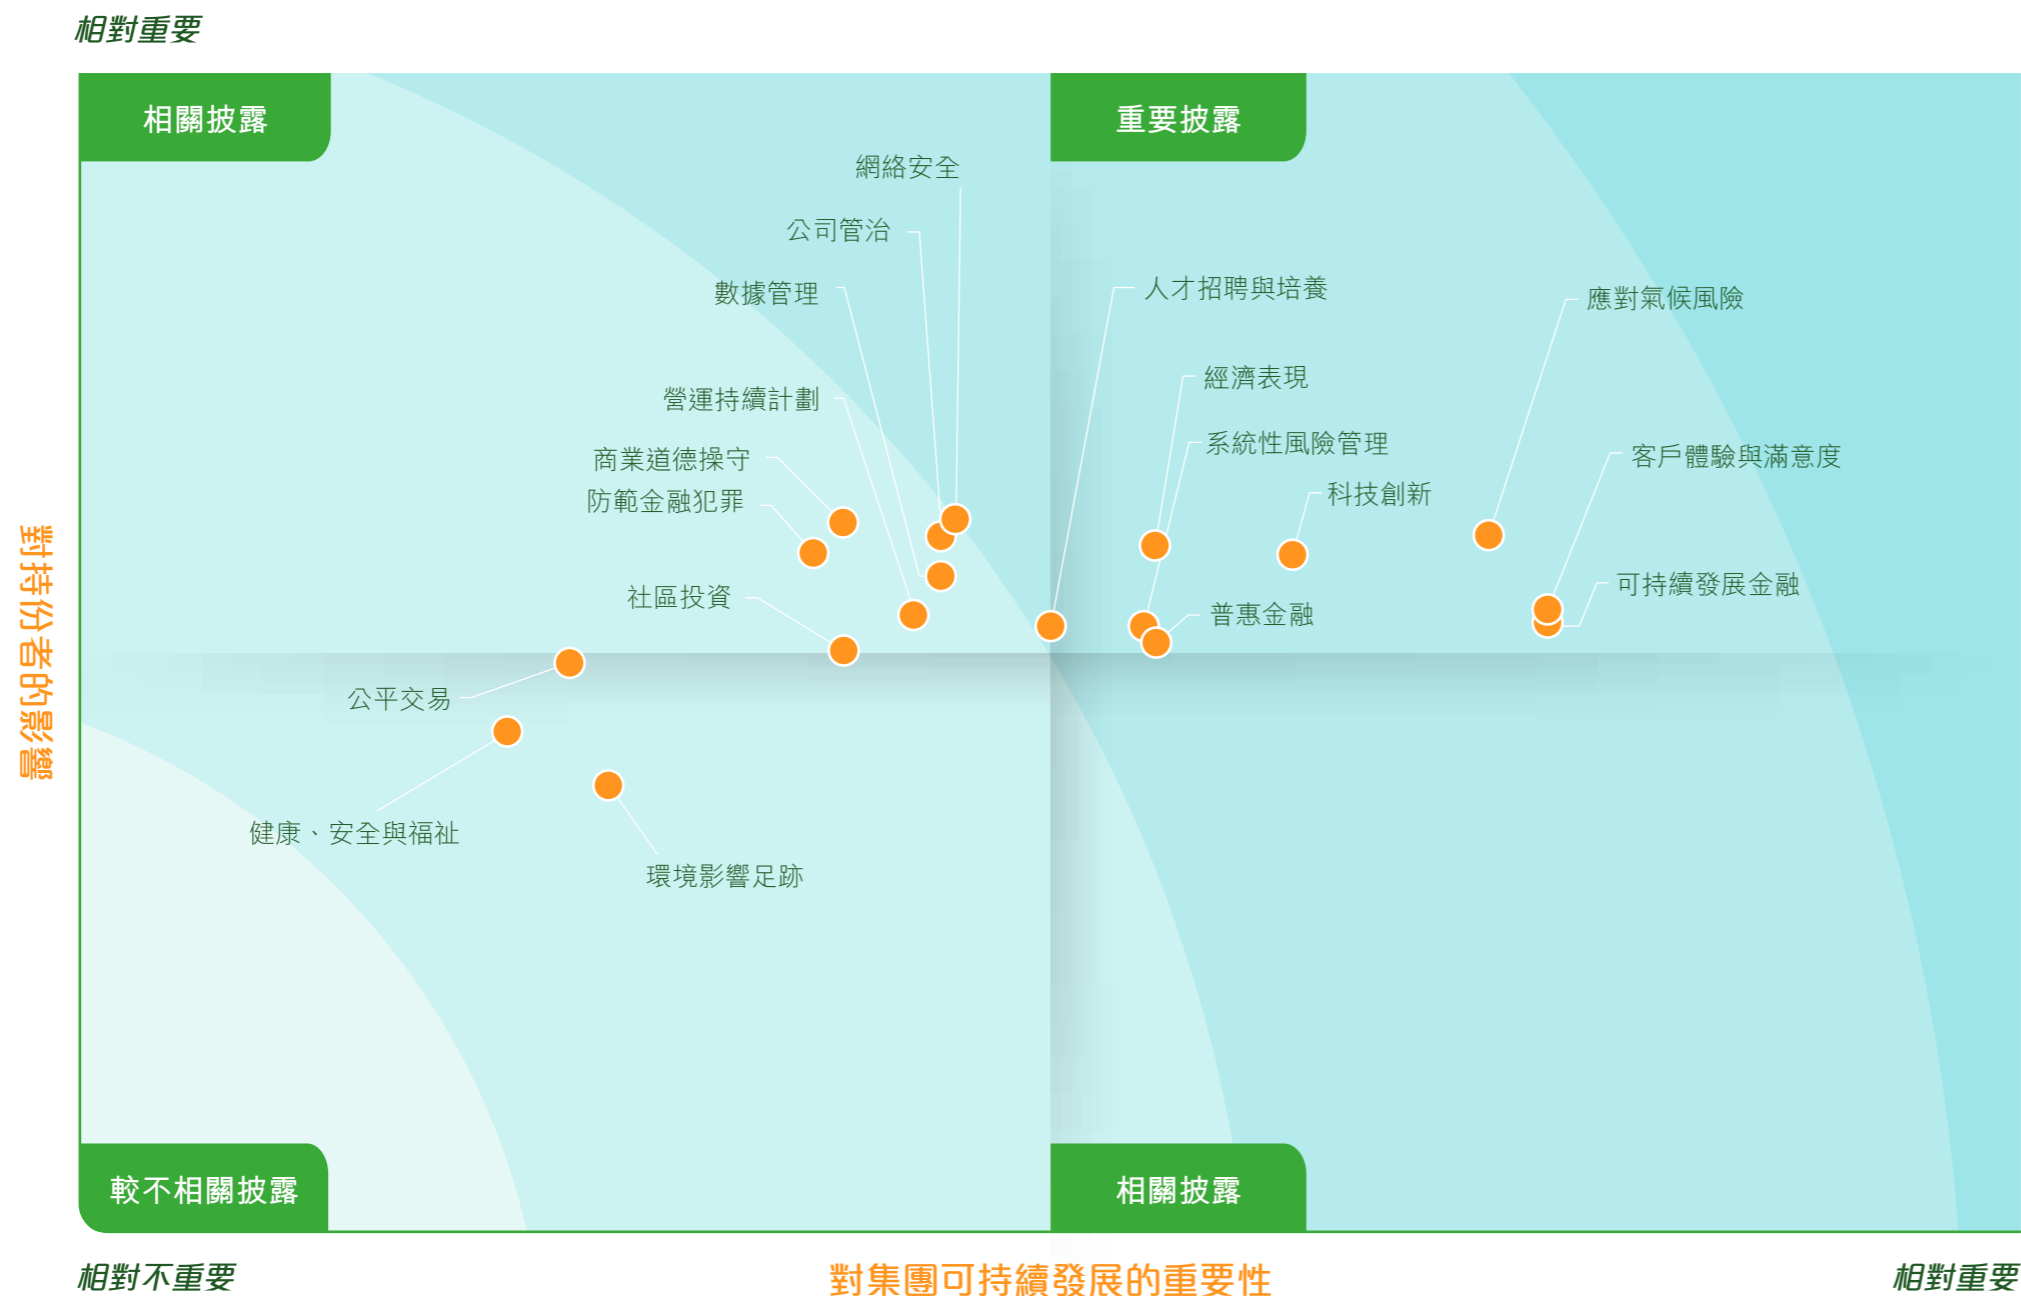 相對重要
相關披露
重要披露
網絡安全
公司管治
數據管理
人才招聘與培養
應對氣候風險
經濟表現
營運持續計劃
系統性風險管理
商業道德操守
客戶體驗與滿意度
防範金融犯罪
科技創新
可持續發展金融
社區投資
普惠金融
對持份者的影響
公平交易
健康、安全與福祉
環境影響足跡
較不相關披露
相關披露
相對不重要
對集團可持續發展的重要性
相對重要